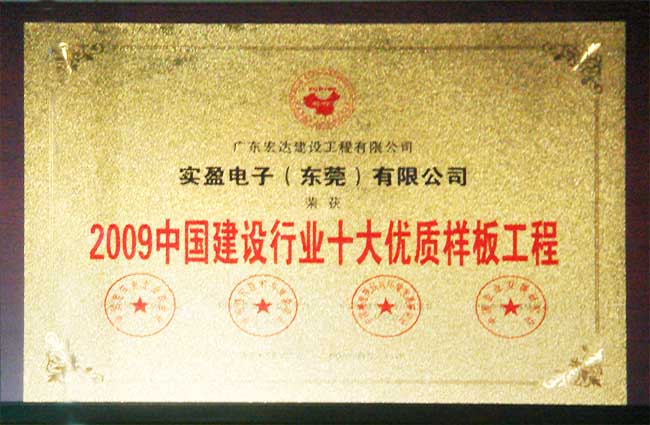 广东宏达建设工程有限公司
实盈电子（东莞）有限公司
荣获
2009中国建设行业十大优质样板工程